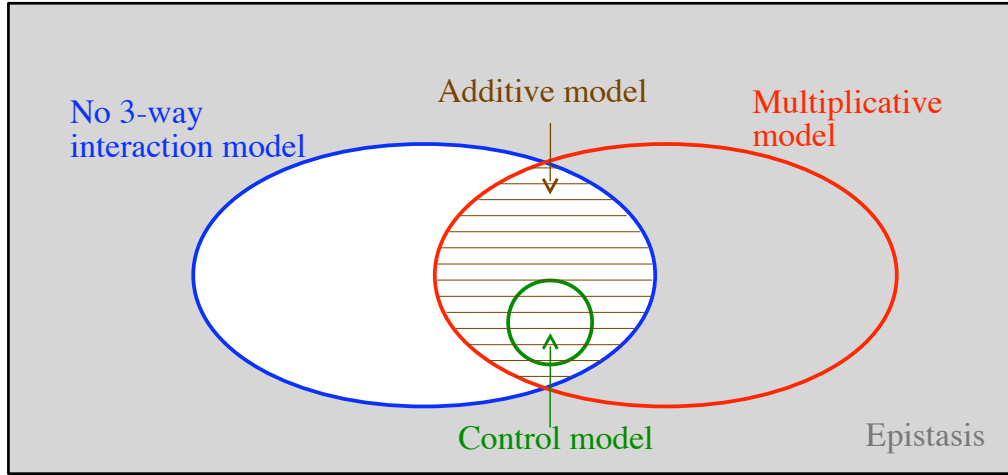 No 3-way
interaction model
Additive model
Multiplicative
model
Control model
Epistasis